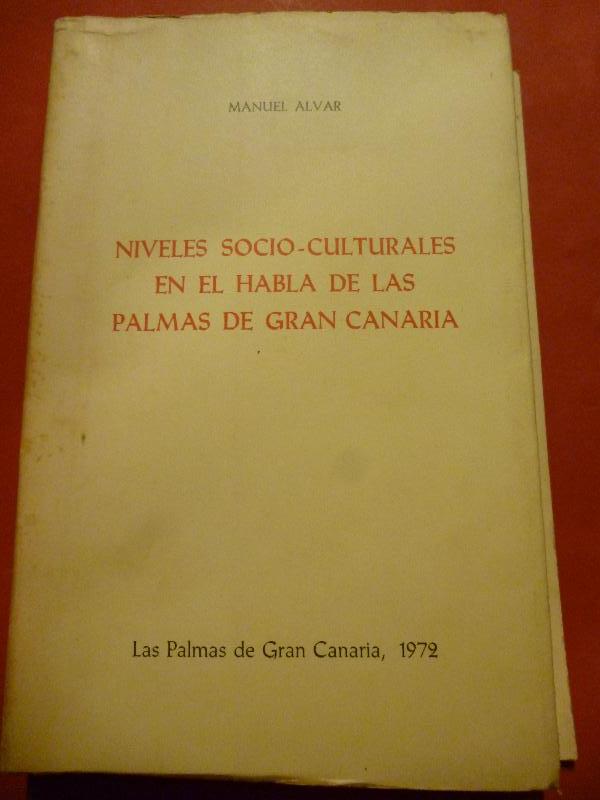 MANUEL ALVAR
NIVELES SOCIO-CULTURALES
EN EL HABLA DE LAS
PALMAS DE GRAN CANARIA
Las Palmas de Gran Canaria, 1972